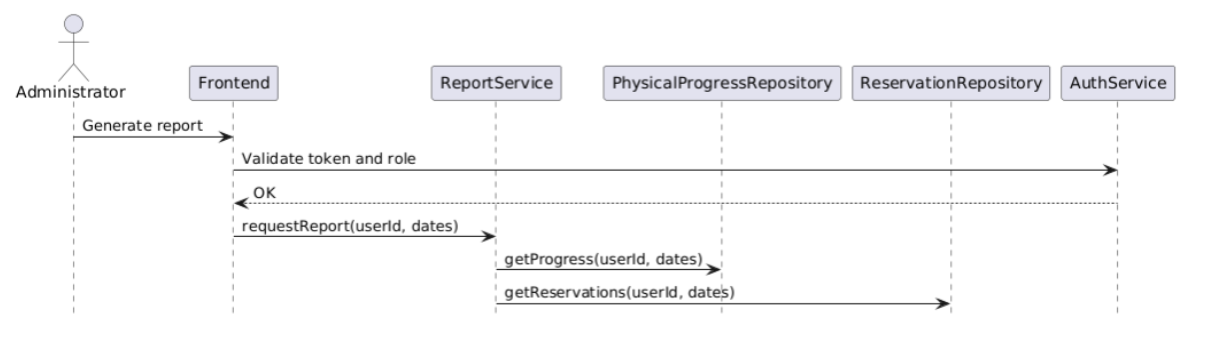 Administrator
Frontend
ReportService
PhysicalProgressRepository
ReservationRepository
AuthService
Generate report
Validate token and role
OK
requestReport(userId, dates)
getProgress(userId, dates)
getReservations(userId, dates)